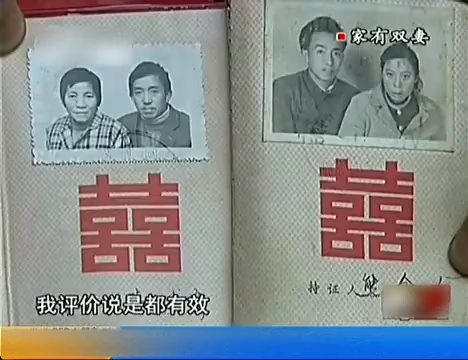 家有双妻
囍
囍
持证人
我评价说是都有效